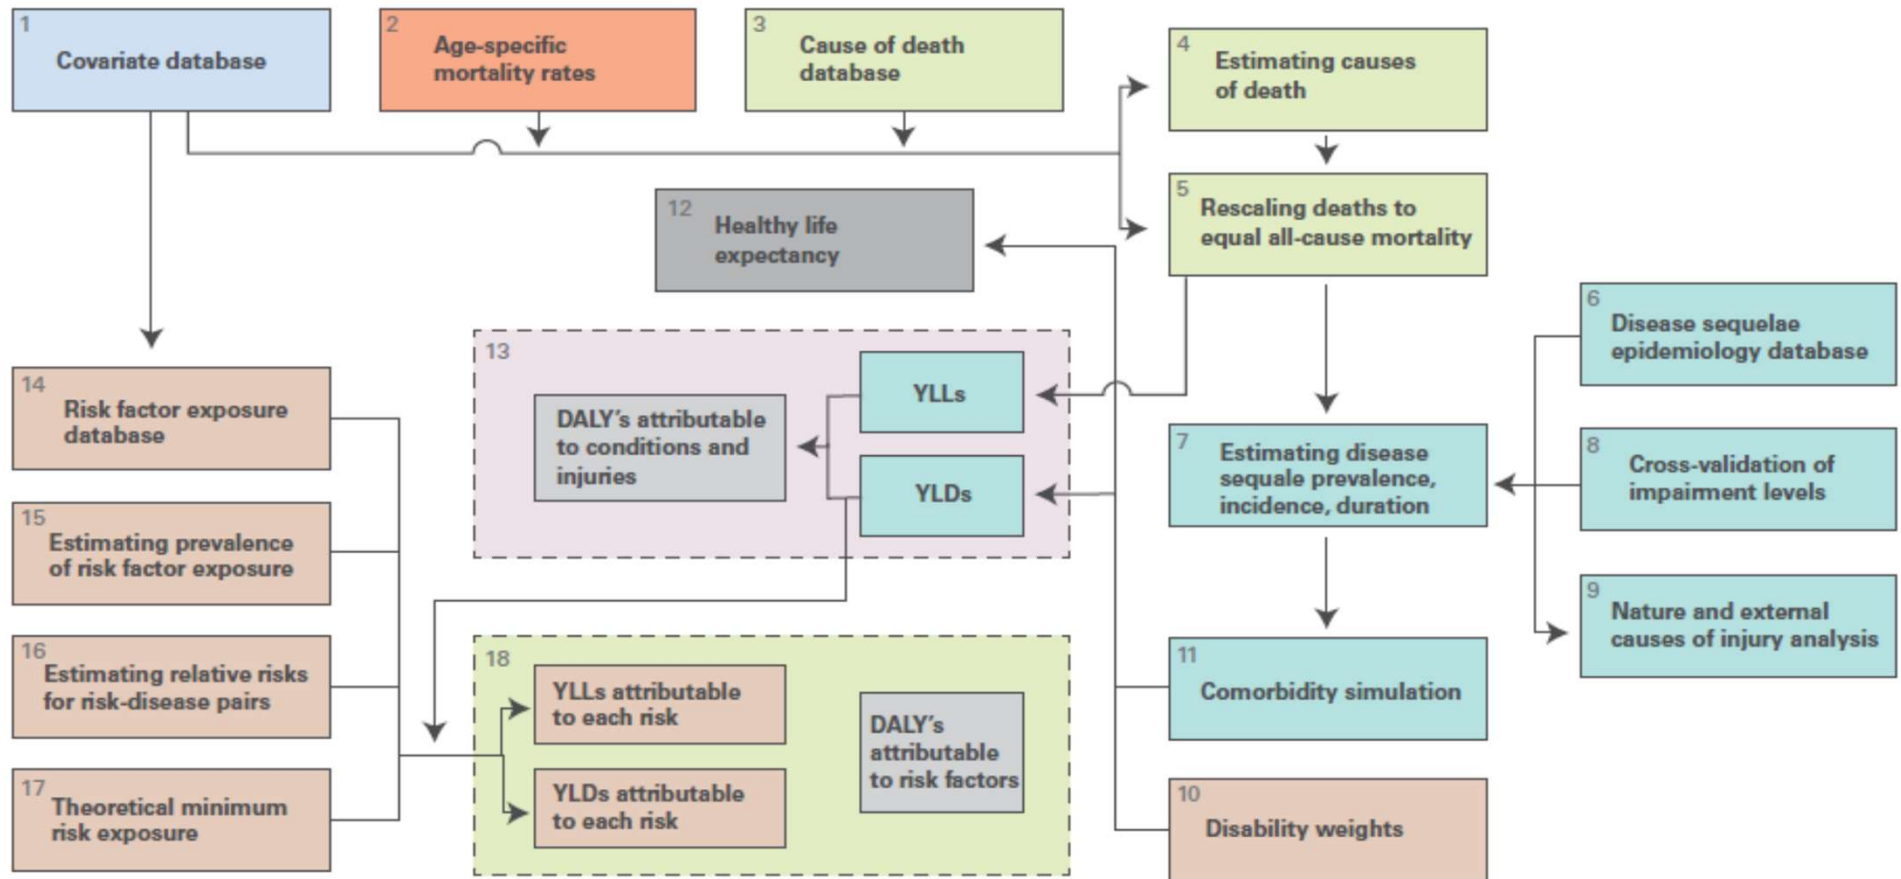 1
Covariate database
2
Age-specific
mortality rates
3
Cause of death
database
4
Estimating causes
of death
5
Rescaling deaths to
equal all-cause mortality
12
Healthy life
expectancy
6
Disease sequelae
epidemiology database
13
YLLs
DALY's attributable
to conditions and
injuries
YLDs
14
Risk factor exposure
database
7
Estimating disease
sequale prevalence,
incidence, duration
8
Cross-validation of
impairment levels
15
Estimating prevalence
of risk factor exposure
9
Nature and external
causes of injury analysis
16
Estimating relative risks
for risk-disease pairs
18
YLLs attributable
to each risk
DALY's
attributable
to risk factors
YLDs attributable
to each risk
11
Comorbidity simulation
17
Theoretical minimum
risk exposure
10
Disability weights